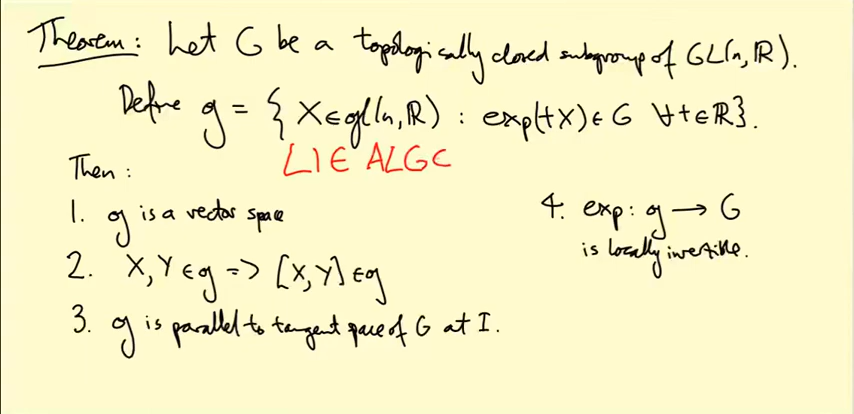 Theorem: Let G be a topologically closed subgroup of GL(n, ℝ).
Define g = { X ∈ gl(n, ℝ) : exp(tX) ∈ G ∀t ∈ ℝ}.
LIE ALGC
Then :
1. g is a vector space
2. X, Y ∈ g => [X, Y] ∈ g
3. g is parallel to tangent space of G at I.
4. exp: g → G
is locally invertible.